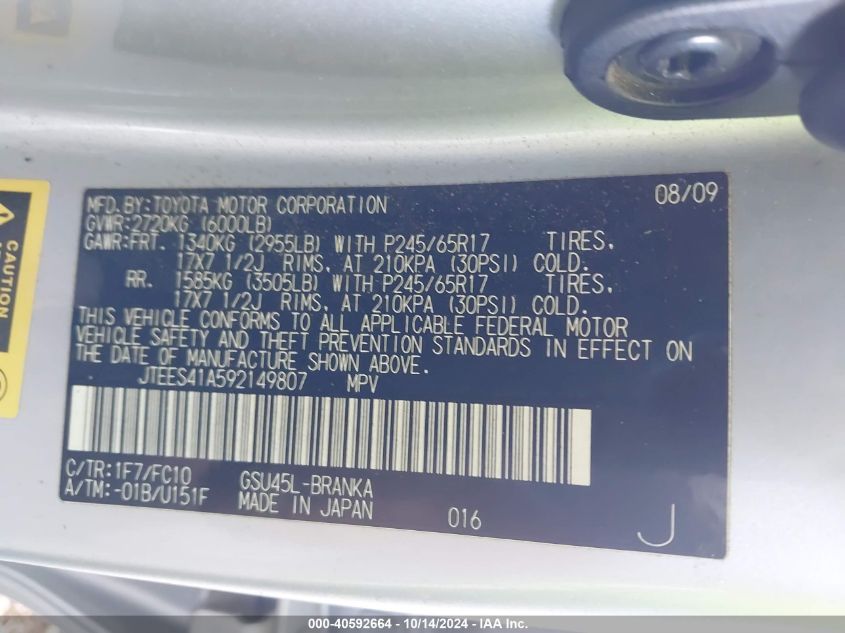 MFD.BY:TOYOTA MOTOR CORPORATION 08/09
GVWR:2720KG (6000LB)
GAWR:FRT. 1340KG (2955LB) WITH P245/65R17 TIRES,
17X7 1/2J RIMS, AT 210KPA (30PSI) COLD.
RR. 1585KG (3505LB) WITH P245/65R17 TIRES,
17X7 1/2J RIMS, AT 210KPA (30PSI) COLD.
THIS VEHICLE CONFORMS TO ALL APPLICABLE FEDERAL MOTOR
VEHICLE SAFETY AND THEFT PREVENTION STANDARDS IN EFFECT ON
THE DATE OF MANUFACTURE SHOWN ABOVE.
JTEES41A592149807 MPV
C/TR:1F7/FC10 GSU45L-BRANKA
A/TM:-01B/U151F MADE IN JAPAN 016 J
CAUTION
000-40592664 - 10/14/2024 - IAA Inc.